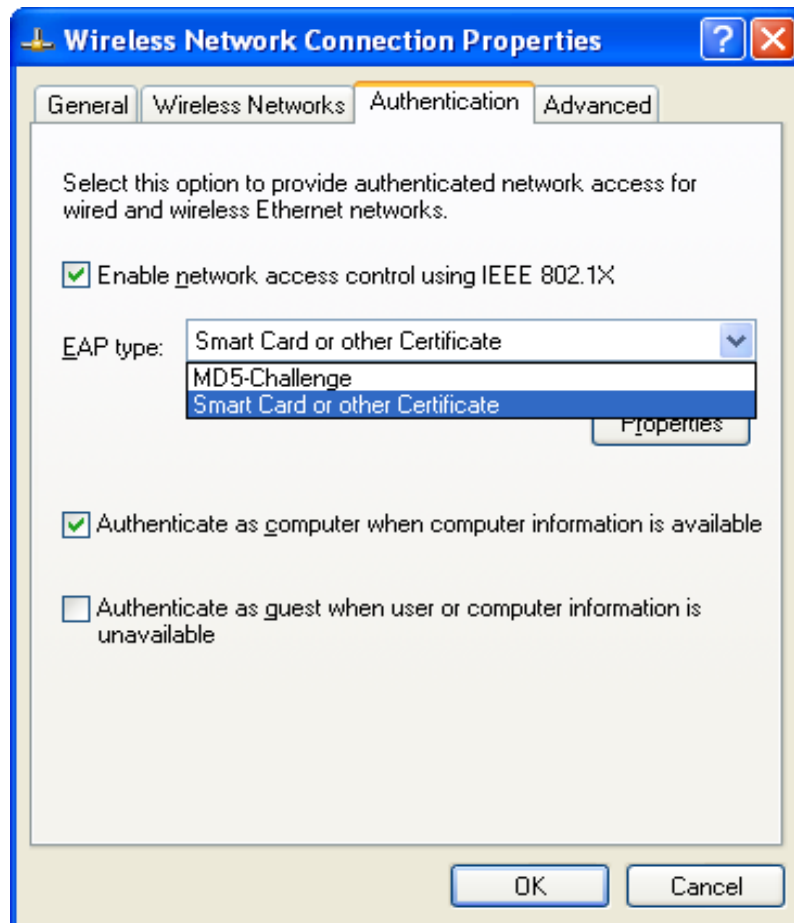 Wireless Network Connection Properties
General Wireless Networks Authentication Advanced
Select this option to provide authenticated network access for
wired and wireless Ethernet networks.
Enable network access control using IEEE 802.1X
EAP type: Smart Card or other Certificate
MD5-Challenge
Smart Card or other Certificate
Properties
Authenticate as computer when computer information is available
Authenticate as guest when user or computer information is
unavailable
OK Cancel